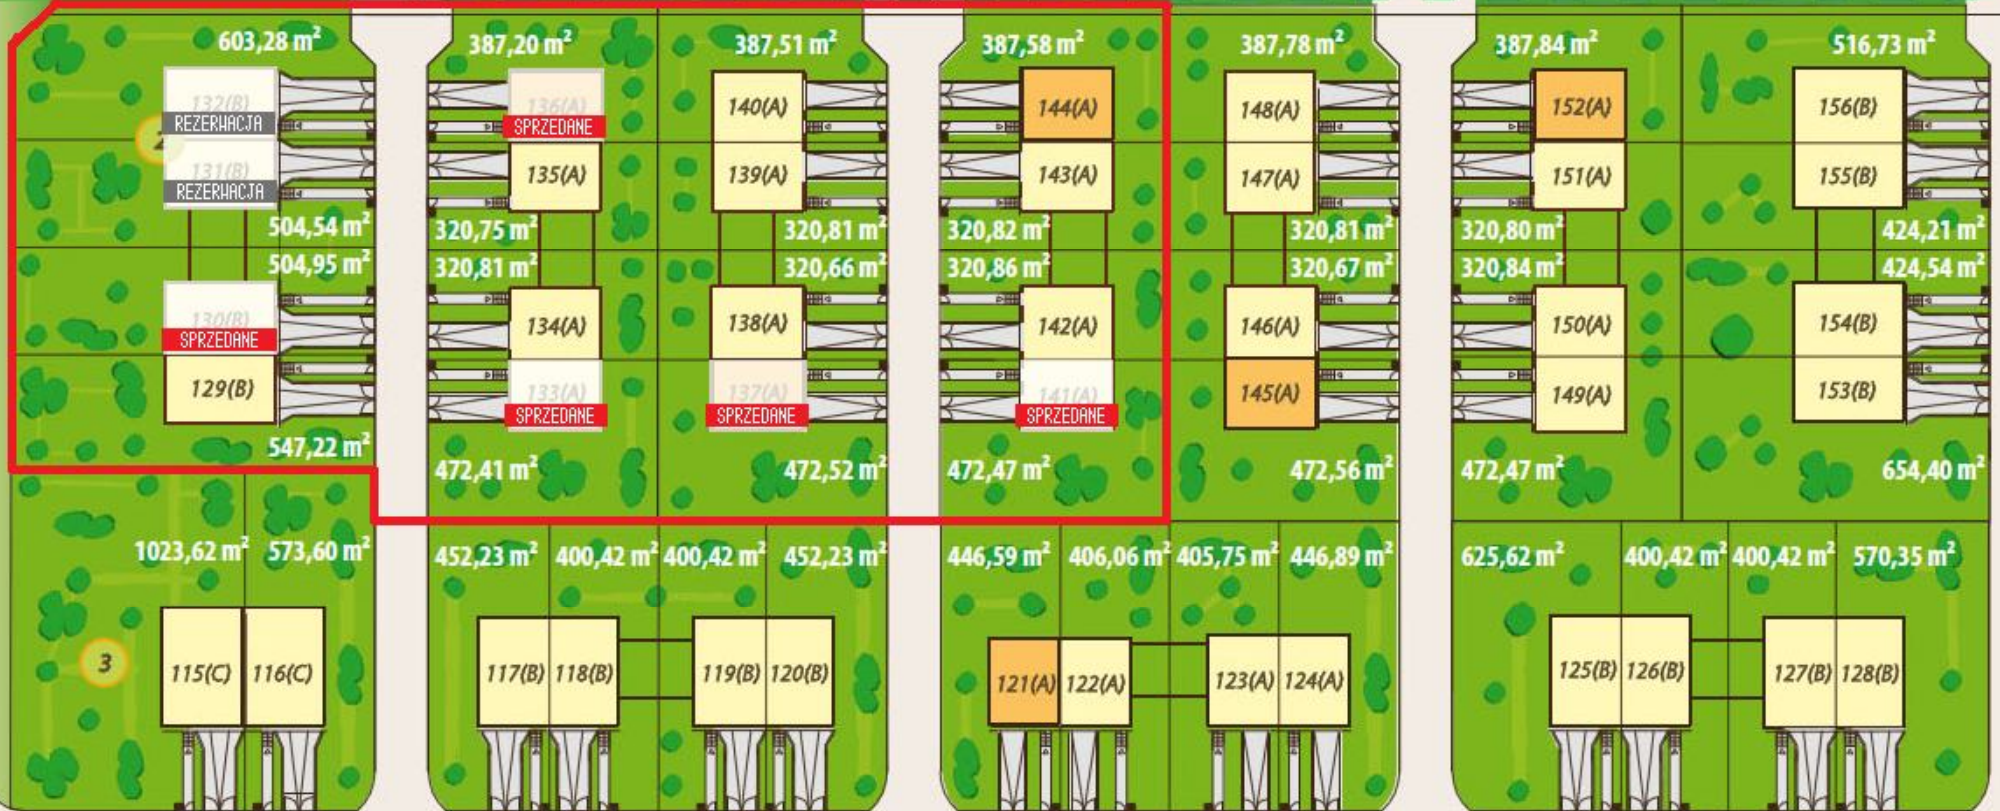 603,28 m²
387,20 m²
387,51 m²
387,58 m²
387,78 m²
387,84 m²
516,73 m²
132(B)
REZERWACJA
136(A)
SPRZEDANE
140(A)
144(A)
148(A)
152(A)
156(B)
2
131(B)
REZERWACJA
135(A)
139(A)
143(A)
147(A)
151(A)
155(B)
504,54 m²
320,75 m²
320,81 m²
320,82 m²
320,81 m²
320,80 m²
424,21 m²
504,95 m²
320,81 m²
320,66 m²
320,86 m²
320,67 m²
320,84 m²
424,54 m²
130(B)
SPRZEDANE
134(A)
138(A)
142(A)
146(A)
150(A)
154(B)
129(B)
133(A)
SPRZEDANE
137(A)
SPRZEDANE
141(A)
SPRZEDANE
145(A)
149(A)
153(B)
547,22 m²
472,41 m²
472,52 m²
472,47 m²
472,56 m²
472,47 m²
654,40 m²
1023,62 m²
573,60 m²
452,23 m²
400,42 m²
400,42 m²
452,23 m²
446,59 m²
406,06 m²
405,75 m²
446,89 m²
625,62 m²
400,42 m²
400,42 m²
570,35 m²
3
115(C)
116(C)
117(B)
118(B)
119(B)
120(B)
121(A)
122(A)
123(A)
124(A)
125(B)
126(B)
127(B)
128(B)